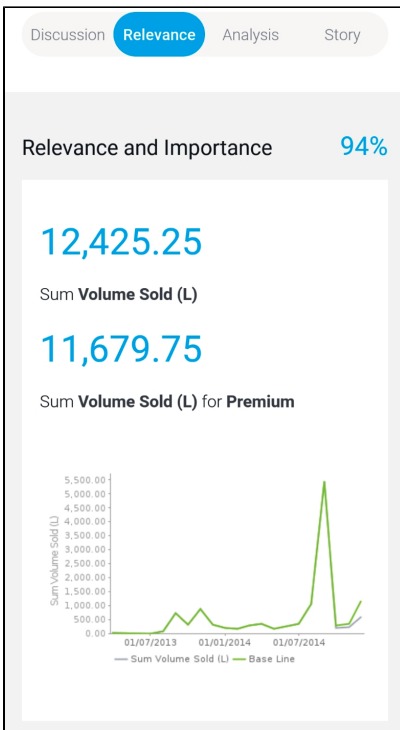 Discussion Relevance Analysis Story
Relevance and Importance 94%
12,425.25
Sum Volume Sold (L)
11,679.75
Sum Volume Sold (L) for Premium
Sum Volume Sold (L)
5,500.00
5,000.00
4,500.00
4,000.00
3,500.00
3,000.00
2,500.00
2,000.00
1,500.00
1,000.00
500.00
0.00
01/07/2013 01/01/2014 01/07/2014
Sum Volume Sold (L) Base Line